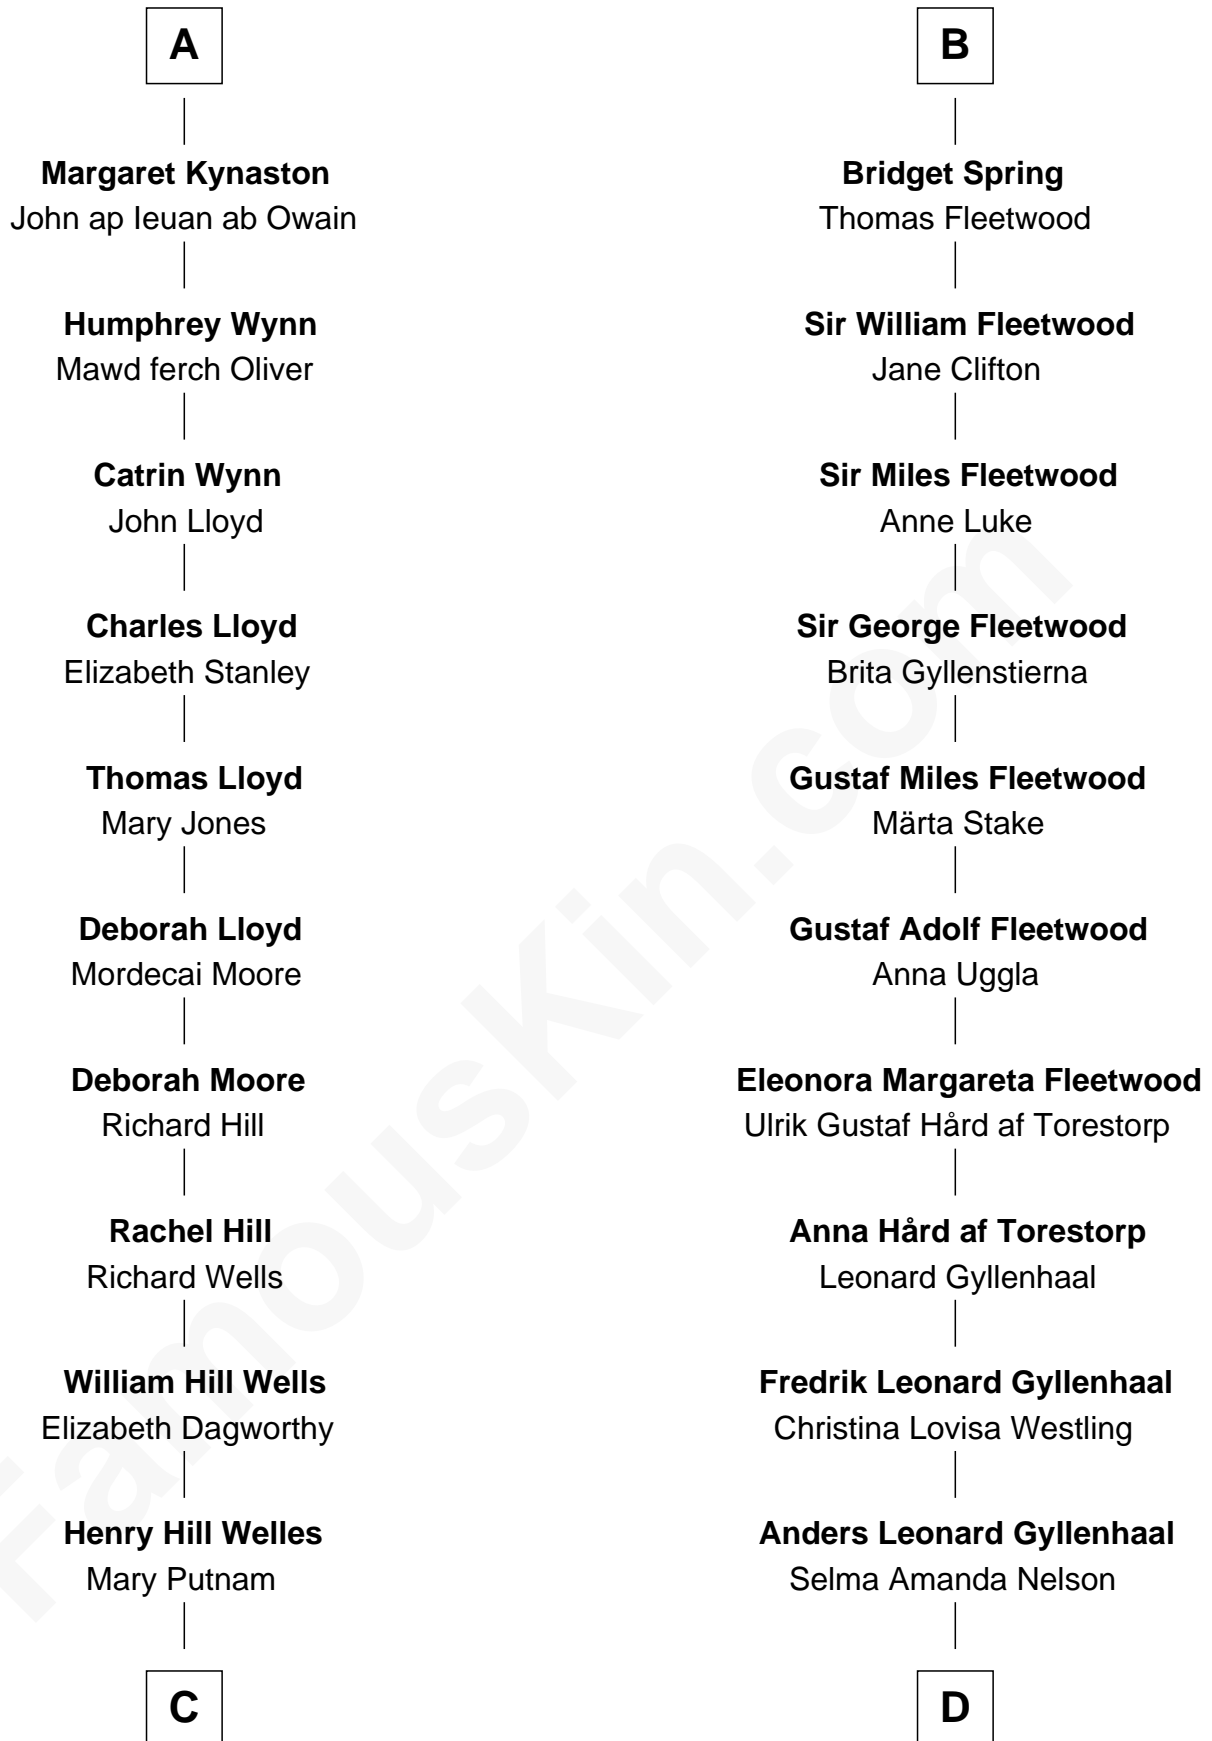 A
Margaret Kynaston
John ap Ieuan ab Owain
Humphrey Wynn
Mawd ferch Oliver
Catrin Wynn
John Lloyd
Charles Lloyd
Elizabeth Stanley
Thomas Lloyd
Mary Jones
Deborah Lloyd
Mordecai Moore
Deborah Moore
Richard Hill
Rachel Hill
Richard Wells
William Hill Wells
Elizabeth Dagworthy
Henry Hill Welles
Mary Putnam
C
B
Bridget Spring
Thomas Fleetwood
Sir William Fleetwood
Jane Clifton
Sir Miles Fleetwood
Anne Luke
Sir George Fleetwood
Brita Gyllenstierna
Gustaf Miles Fleetwood
Märta Stake
Gustaf Adolf Fleetwood
Anna Uggla
Eleonora Margareta Fleetwood
Ulrik Gustaf Hård af Torestorp
Anna Hård af Torestorp
Leonard Gyllenhaal
Fredrik Leonard Gyllenhaal
Christina Lovisa Westling
Anders Leonard Gyllenhaal
Selma Amanda Nelson
D
FamousKin.com